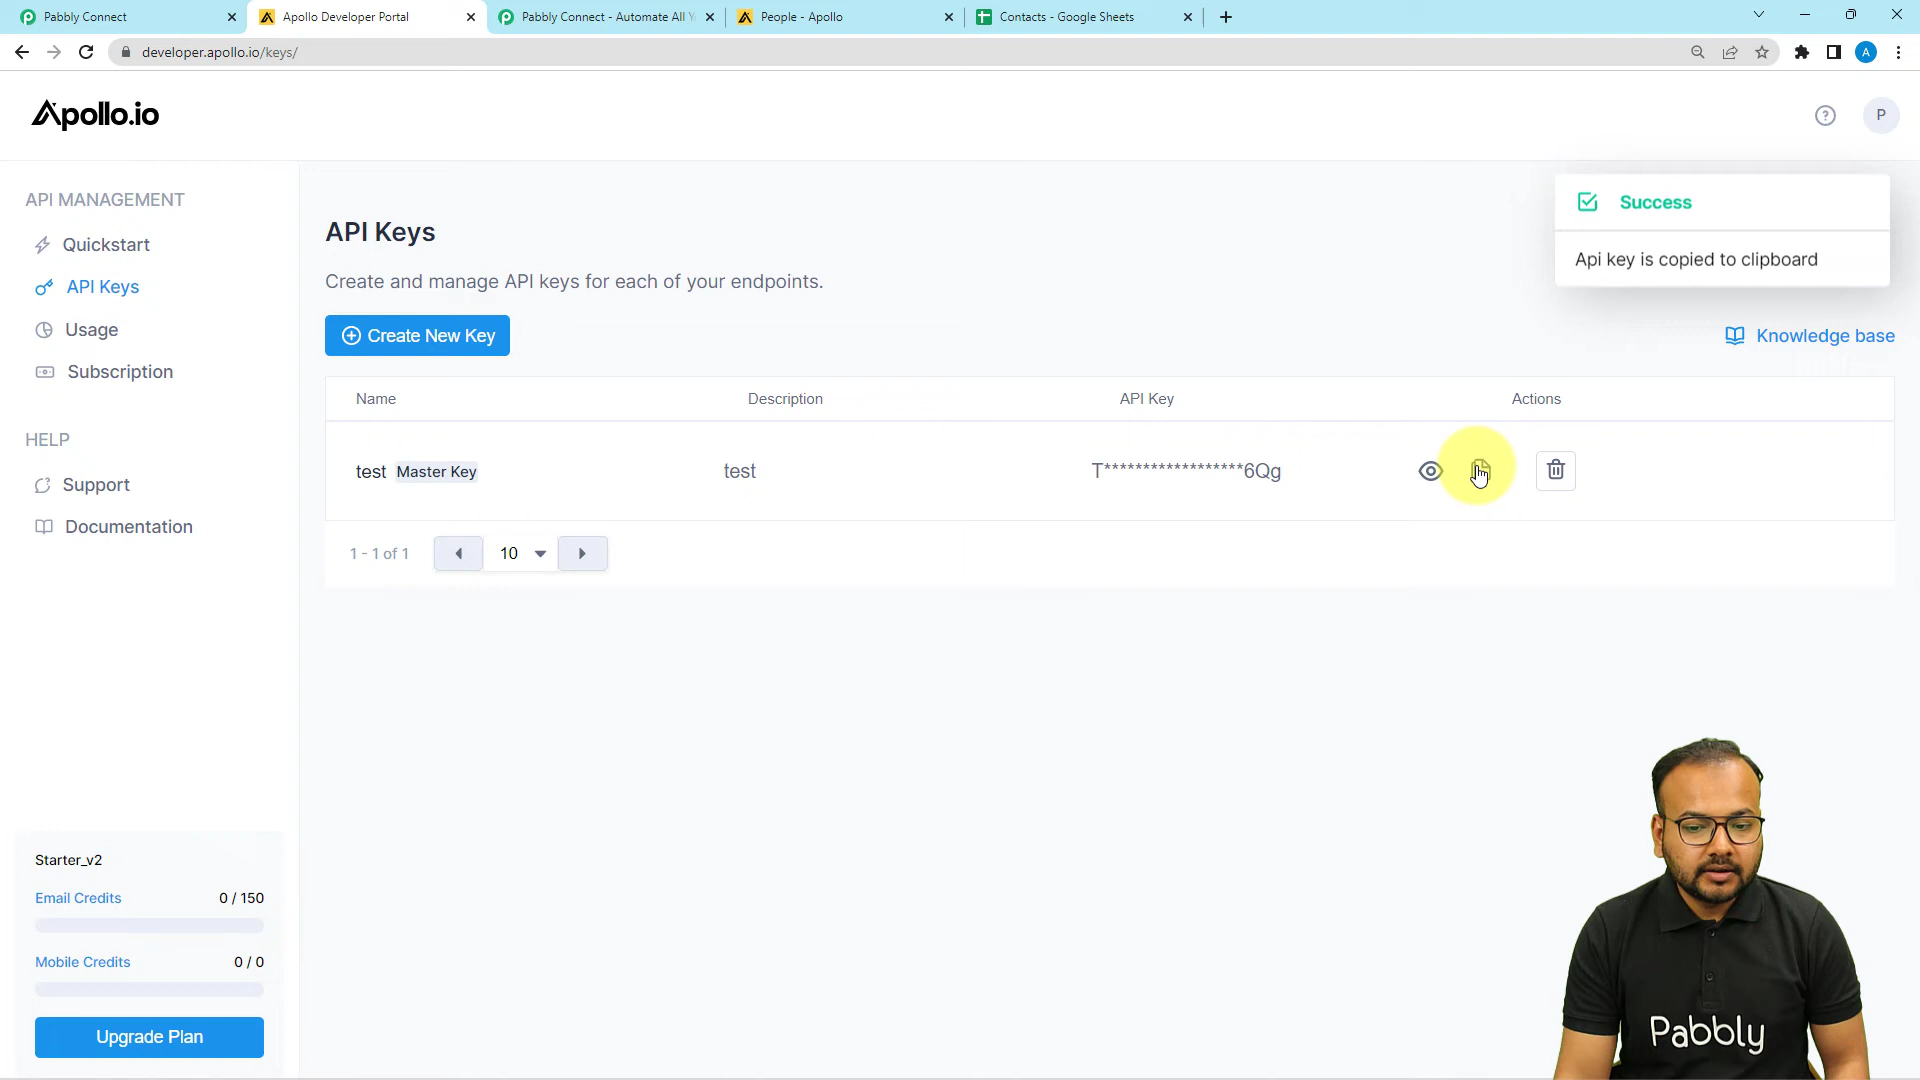 Pabbly Connect
Apollo Developer Portal
Pabbly Connect - Automate All Y
People - Apollo
Contacts - Google Sheets
developer.apollo.io/keys/
A
Apollo.io
P
API MANAGEMENT
Quickstart
API Keys
Usage
Subscription
HELP
Support
Documentation
Starter_v2
Email Credits 0 / 150
Mobile Credits 0 / 0
Upgrade Plan
API Keys
Create and manage API keys for each of your endpoints.
Create New Key
Knowledge base
Success
Api key is copied to clipboard
Name Description API Key Actions
test Master Key test T******************6Qg
1 - 1 of 1 10
Pabbly